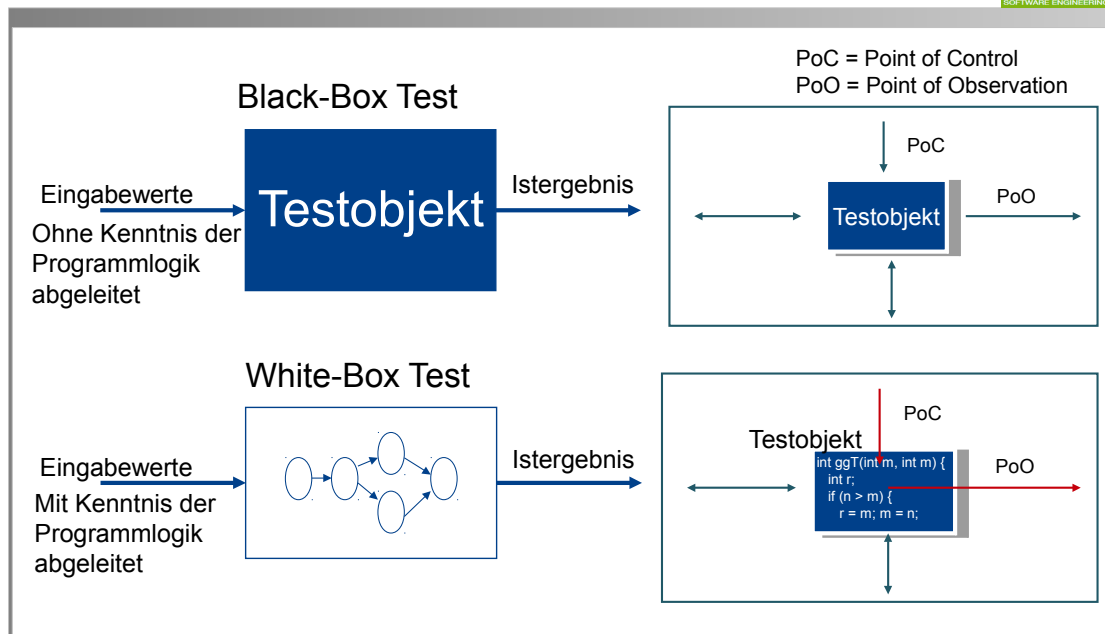 SOFTWARE ENGINEERING
PoC = Point of Control
PoO = Point of Observation
Black-Box Test
Eingabewerte
Ohne Kenntnis der
Programmlogik
abgeleitet
Testobjekt
Istergebnis
PoC
Testobjekt
PoO
White-Box Test
Eingabewerte
Mit Kenntnis der
Programmlogik
abgeleitet
Istergebnis
PoC
Testobjekt
int ggT(int m, int m) {
int r;
if (n > m) {
r = m; m = n;
PoO